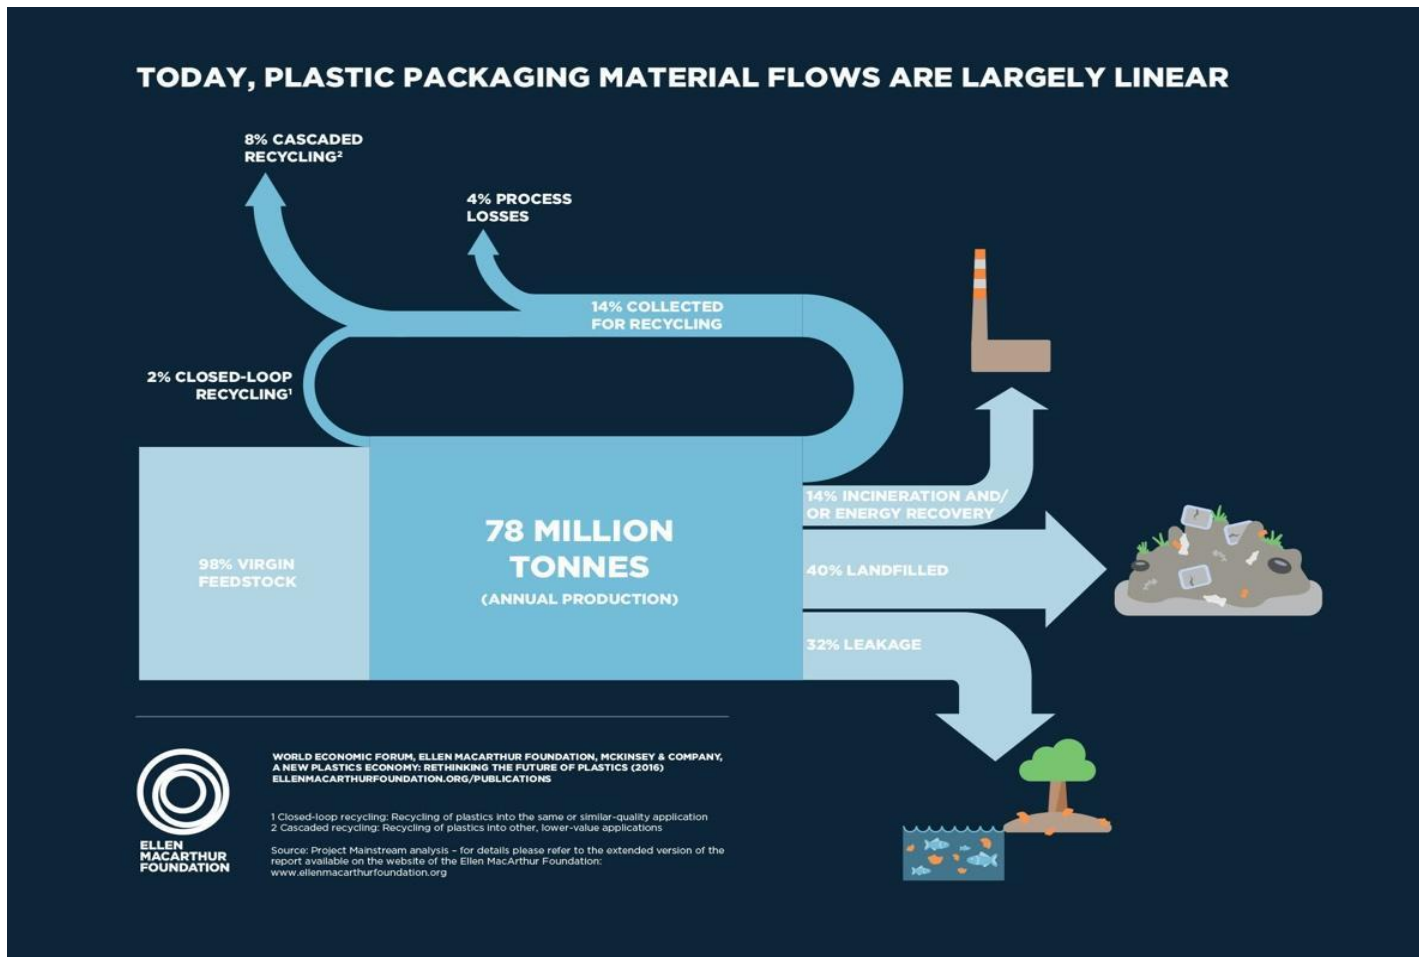 TODAY, PLASTIC PACKAGING MATERIAL FLOWS ARE LARGELY LINEAR
8% CASCADED
RECYCLING²
4% PROCESS
LOSSES
14% COLLECTED
FOR RECYCLING
2% CLOSED-LOOP
RECYCLING¹
98% VIRGIN
FEEDSTOCK
78 MILLION
TONNES
(ANNUAL PRODUCTION)
14% INCINERATION AND/
OR ENERGY RECOVERY
40% LANDFILLED
32% LEAKAGE
ELLEN
MACARTHUR
FOUNDATION
WORLD ECONOMIC FORUM, ELLEN MACARTHUR FOUNDATION, MCKINSEY & COMPANY,
A NEW PLASTICS ECONOMY: RETHINKING THE FUTURE OF PLASTICS (2016)
ELLENMACARTHURFOUNDATION.ORG/PUBLICATIONS
1 Closed-loop recycling: Recycling of plastics into the same or similar-quality application
2 Cascaded recycling: Recycling of plastics into other, lower-value applications
Source: Project Mainstream analysis – for details please refer to the extended version of the
report available on the website of the Ellen MacArthur Foundation:
www.ellenmacarthurfoundation.org